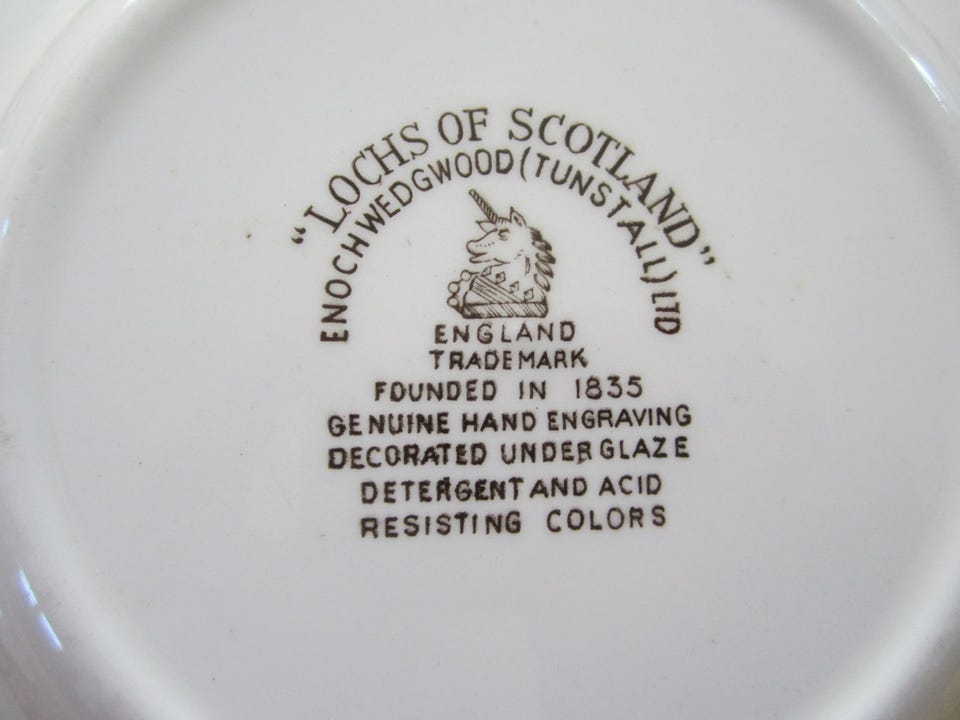 "LOCHS OF SCOTLAND"
ENOCH WEDGWOOD (TUNSTALL) LTD
ENGLAND
TRADEMARK
FOUNDED IN 1835
GENUINE HAND ENGRAVING
DECORATED UNDERGLAZE
DETERGENT AND ACID
RESISTING COLORS